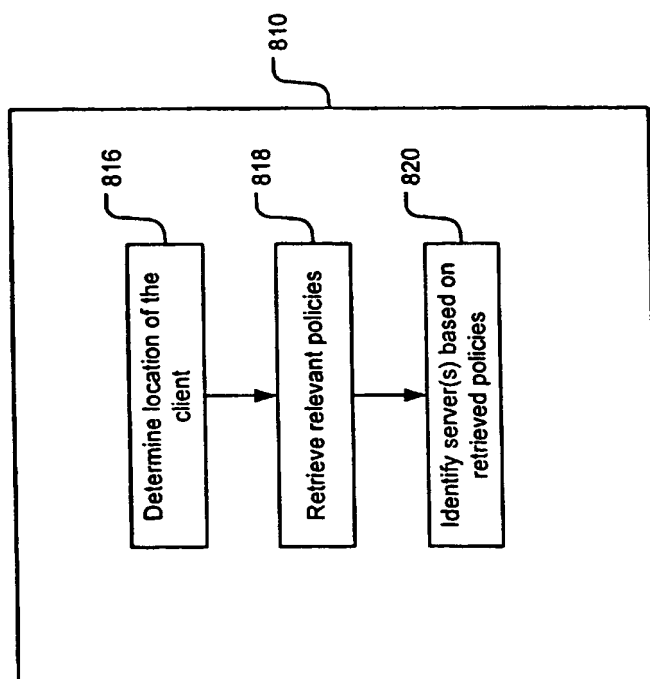 810
816
Determine location of the
client
818
Retrieve relevant policies
820
Identify server(s) based on
retrieved policies